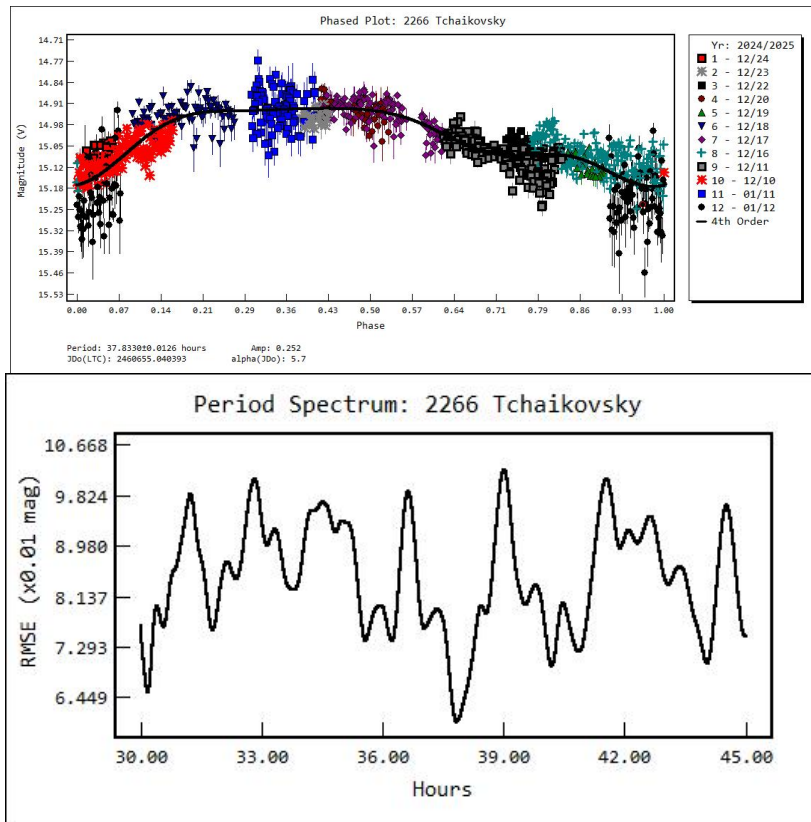 Phased Plot: 2266 Tchaikovsky
Magnitude (V)
14.71
14.77
14.84
14.91
14.98
15.05
15.12
15.18
15.25
15.32
15.39
15.46
15.53
0.00 0.07 0.14 0.21 0.29 0.36 0.43 0.50 0.57 0.64 0.71 0.79 0.86 0.93 1.00
Phase
Period: 37.8330±0.0126 hours Amp: 0.252
JDo(LTC): 2460655.040393 alpha(JDo): 5.7
Yr: 2024/2025
1 - 12/24
2 - 12/23
3 - 12/22
4 - 12/20
5 - 12/19
6 - 12/18
7 - 12/17
8 - 12/16
9 - 12/11
10 - 12/10
11 - 01/11
12 - 01/12
4th Order
Period Spectrum: 2266 Tchaikovsky
RMSE (x0.01 mag)
10.668
9.824
8.980
8.137
7.293
6.449
30.00 33.00 36.00 39.00 42.00 45.00
Hours